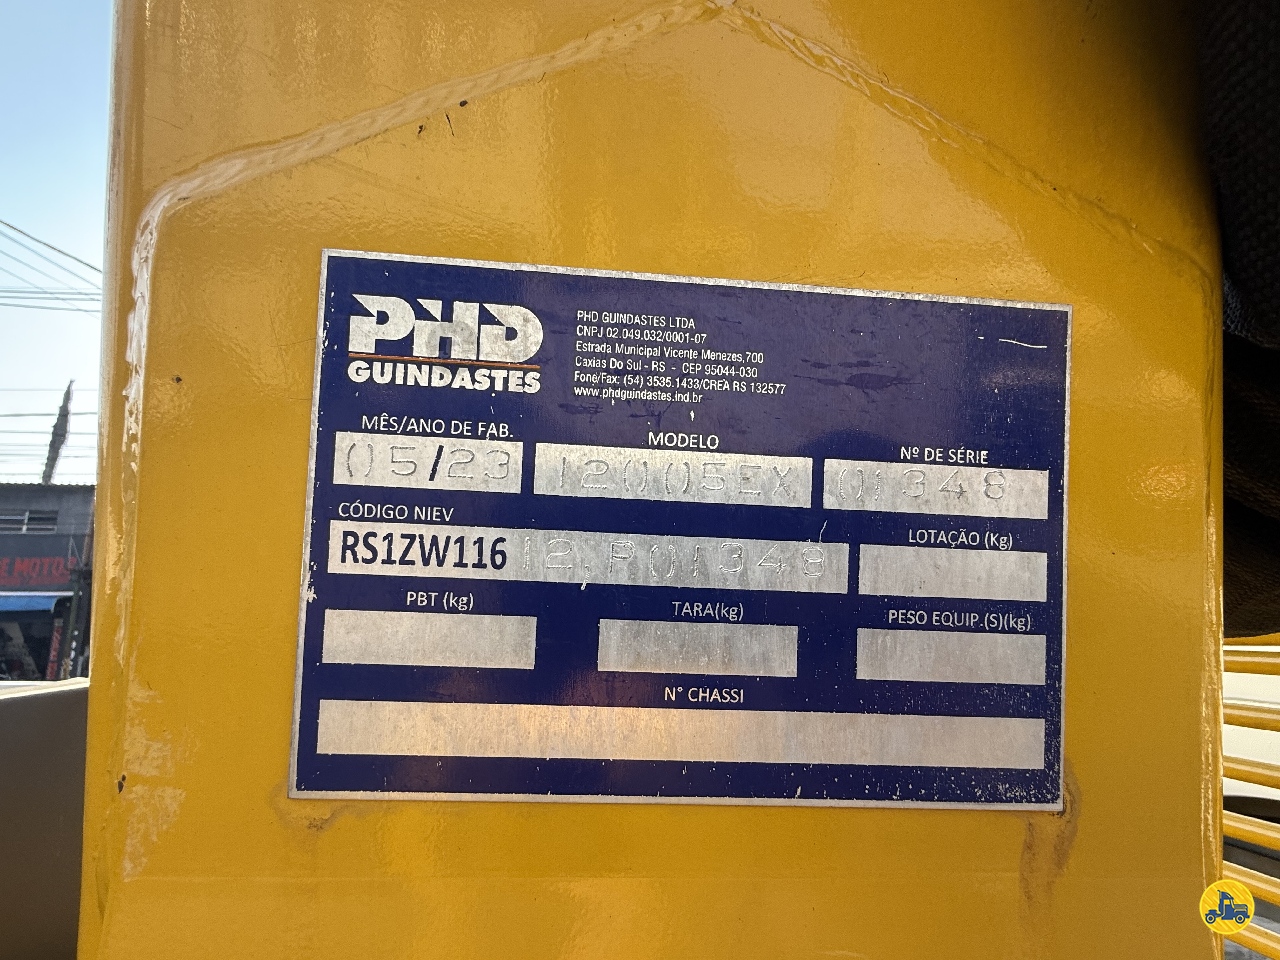 PHD
GUINDASTES
PHD GUINDASTES LTDA
CNPJ 02.049.032/0001-07
Estrada Municipal Vicente Menezes,700
Caxias Do Sul - RS - CEP 95044-030
Fone/Fax: (54) 3535.1433/CREA RS 132577
www.phdguindastes.ind.br
MÊS/ANO DE FAB.
05/23
MODELO
12005EX
Nº DE SÉRIE
01348
CÓDIGO NIEV
RS1ZW116 12,P01348
LOTAÇÃO (Kg)
PBT (kg)
TARA(kg)
PESO EQUIP.(S)(kg)
N° CHASSI
E MOTO